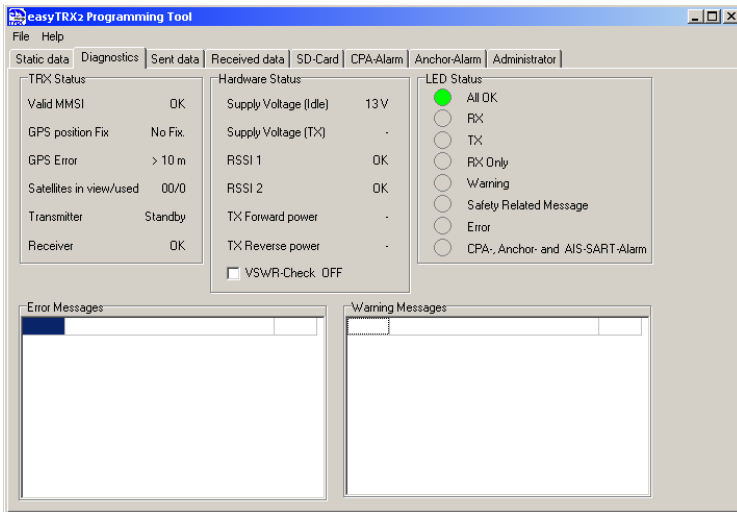 easyTRX2 Programming Tool
File Help
Static data Diagnostics Sent data Received data SD-Card CPA-Alarm Anchor-Alarm Administrator
TRX Status
Valid MMSI OK
GPS position Fix No Fix.
GPS Error > 10 m
Satellites in view/used 00/0
Transmitter Standby
Receiver OK
Hardware Status
Supply Voltage (Idle) 13 V
Supply Voltage (TX) -
RSSI 1 OK
RSSI 2 OK
TX Forward power -
TX Reverse power -
VSWR-Check OFF
LED Status
All OK
RX
TX
RX Only
Warning
Safety Related Message
Error
CPA-, Anchor- and AIS-SART-Alarm
Error Messages
Warning Messages